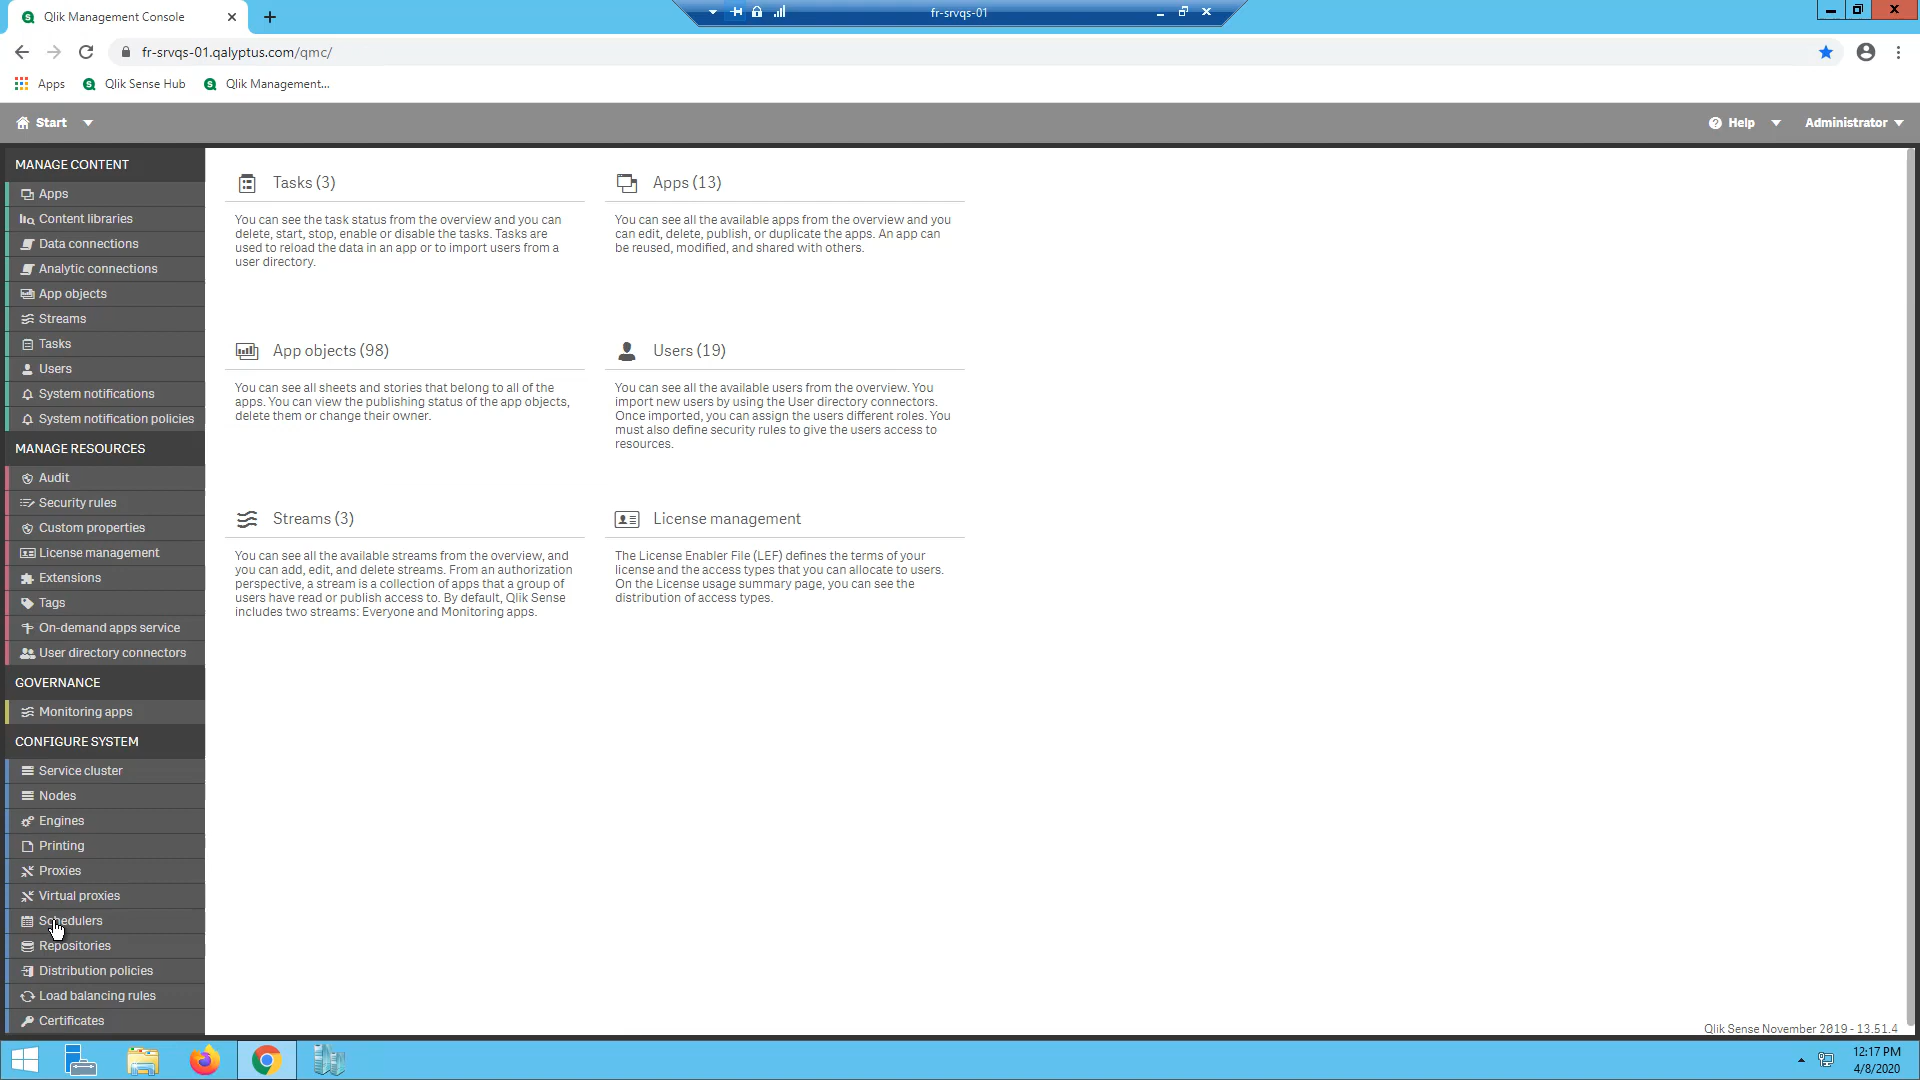 Qlik Management Console
fr-srvqs-01
fr-srvqs-01.qalyptus.com/qmc/
Apps
Qlik Sense Hub
Qlik Management...
Start
Help
Administrator
MANAGE CONTENT
Apps
Content libraries
Data connections
Analytic connections
App objects
Streams
Tasks
Users
System notifications
System notification policies
MANAGE RESOURCES
Audit
Security rules
Custom properties
License management
Extensions
Tags
On-demand apps service
User directory connectors
GOVERNANCE
Monitoring apps
CONFIGURE SYSTEM
Service cluster
Nodes
Engines
Printing
Proxies
Virtual proxies
Schedulers
Repositories
Distribution policies
Load balancing rules
Certificates
Tasks (3)
You can see the task status from the overview and you can
delete, start, stop, enable or disable the tasks. Tasks are
used to reload the data in an app or to import users from a
user directory.
Apps (13)
You can see all the available apps from the overview and you
can edit, delete, publish, or duplicate the apps. An app can
be reused, modified, and shared with others.
App objects (98)
You can see all sheets and stories that belong to all of the
apps. You can view the publishing status of the app objects,
delete them or change their owner.
Users (19)
You can see all the available users from the overview. You
import new users by using the User directory connectors.
Once imported, you can assign the users different roles. You
must also define security rules to give the users access to
resources.
Streams (3)
You can see all the available streams from the overview, and
you can add, edit, and delete streams. From an authorization
perspective, a stream is a collection of apps that a group of
users have read or publish access to. By default, Qlik Sense
includes two streams: Everyone and Monitoring apps.
License management
The License Enabler File (LEF) defines the terms of your
license and the access types that you can allocate to users.
On the License usage summary page, you can see the
distribution of access types.
Qlik Sense November 2019 - 13.51.4
12:17 PM
4/8/2020